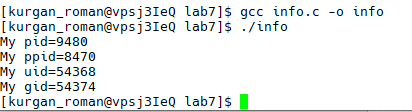 [kurgan_roman@vpsj3IeQ lab7]$ gcc info.c -o info
[kurgan_roman@vpsj3IeQ lab7]$ ./info
My pid=9480
My ppid=8470
My uid=54368
My gid=54374
[kurgan_roman@vpsj3IeQ lab7]$